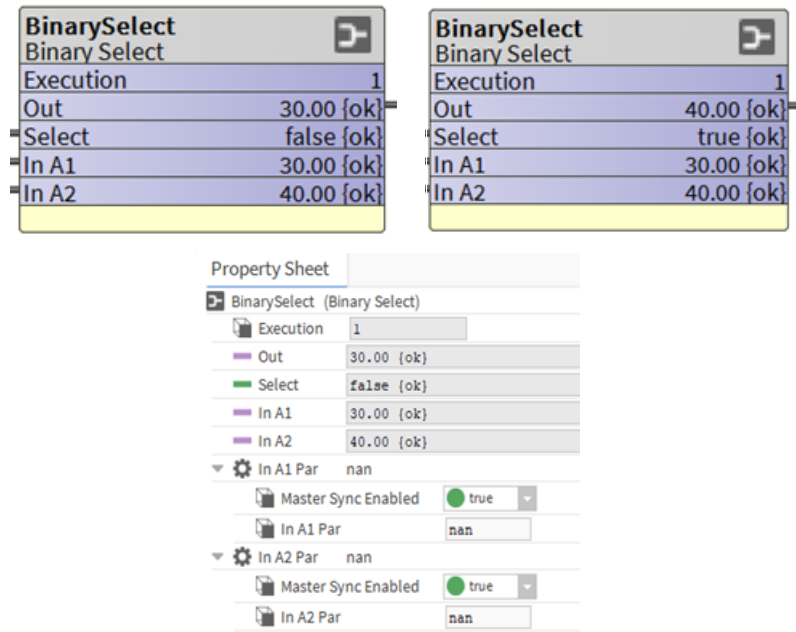 BinarySelect
Binary Select
Execution 1
Out 30.00 {ok}
Select false {ok}
In A1 30.00 {ok}
In A2 40.00 {ok}
BinarySelect
Binary Select
Execution 1
Out 40.00 {ok}
Select true {ok}
In A1 30.00 {ok}
In A2 40.00 {ok}
Property Sheet
BinarySelect (Binary Select)
Execution 1
Out 30.00 {ok}
Select false {ok}
In A1 30.00 {ok}
In A2 40.00 {ok}
In A1 Par nan
Master Sync Enabled true
In A1 Par nan
In A2 Par nan
Master Sync Enabled true
In A2 Par nan